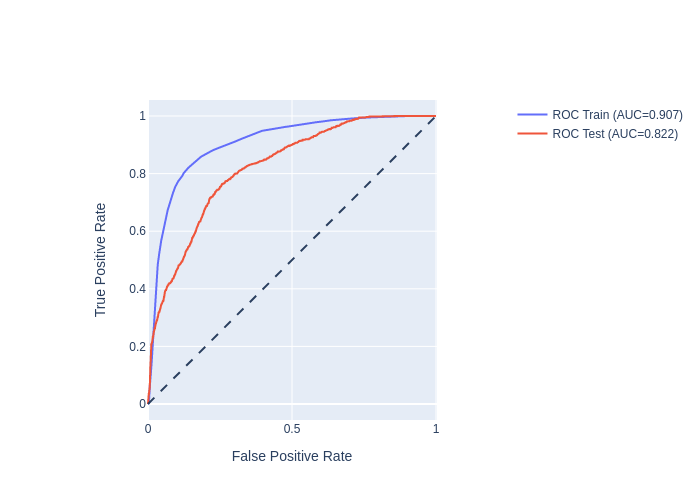 ROC Train (AUC=0.907)
ROC Test (AUC=0.822)
1
0.8
0.6
0.4
0.2
0
True Positive Rate
0
0.5
1
False Positive Rate